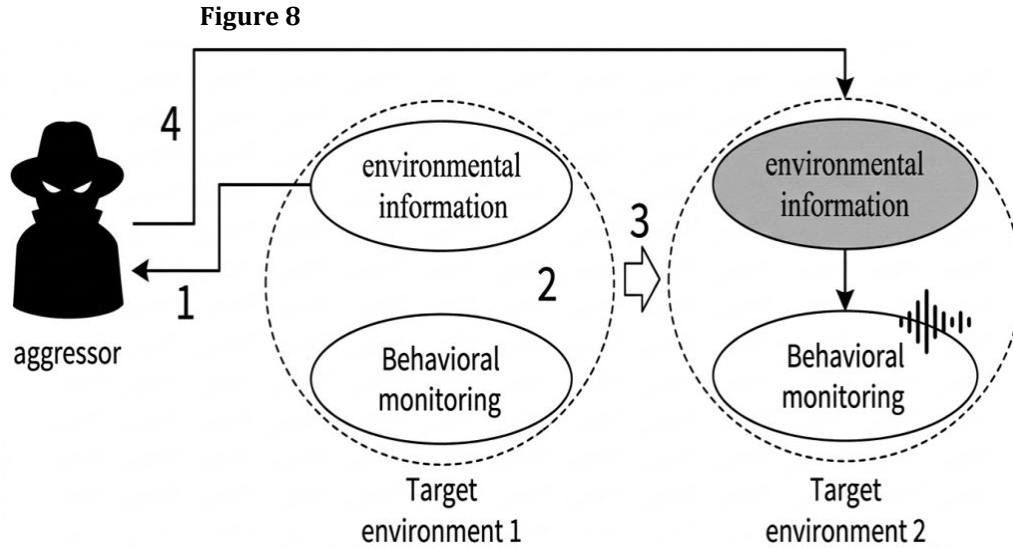 Figure 8
4
environmental
information
environmental
information
3
2
1
aggressor
Behavioral
monitoring
Behavioral
monitoring
Target
environment 1
Target
environment 2